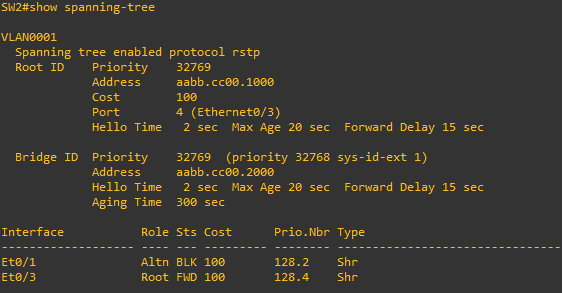 SW2#show spanning-tree
VLAN0001
  Spanning tree enabled protocol rstp
  Root ID    Priority    32769
             Address     aabb.cc00.1000
             Cost        100
             Port        4 (Ethernet0/3)
             Hello Time   2 sec  Max Age 20 sec  Forward Delay 15 sec
  Bridge ID  Priority    32769  (priority 32768 sys-id-ext 1)
             Address     aabb.cc00.2000
             Hello Time   2 sec  Max Age 20 sec  Forward Delay 15 sec
             Aging Time  300 sec
Interface           Role Sts Cost      Prio.Nbr Type
------------------- ---- --- --------- -------- --------------------------------
Et0/1               Altn BLK 100       128.2    Shr
Et0/3               Root FWD 100       128.4    Shr